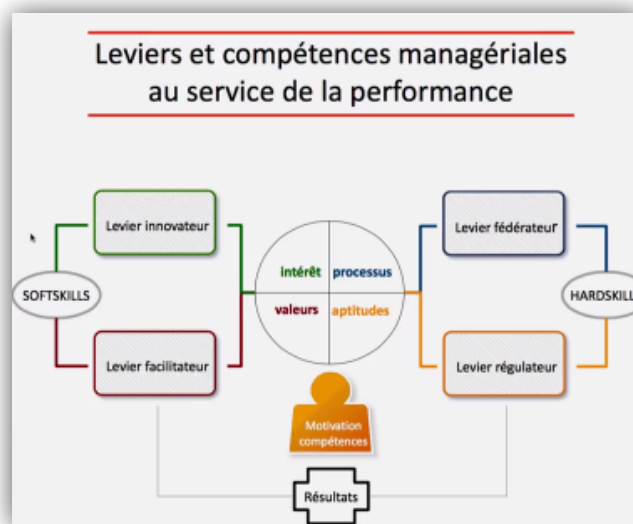 Leviers et compétences managériales
au service de la performance
Levier innovateur
Levier fédérateur
intérêt processus
SOFTSKILLS
HARDSKILL
valeurs aptitudes
Levier facilitateur
Levier régulateur
Motivation
compétences
Résultats